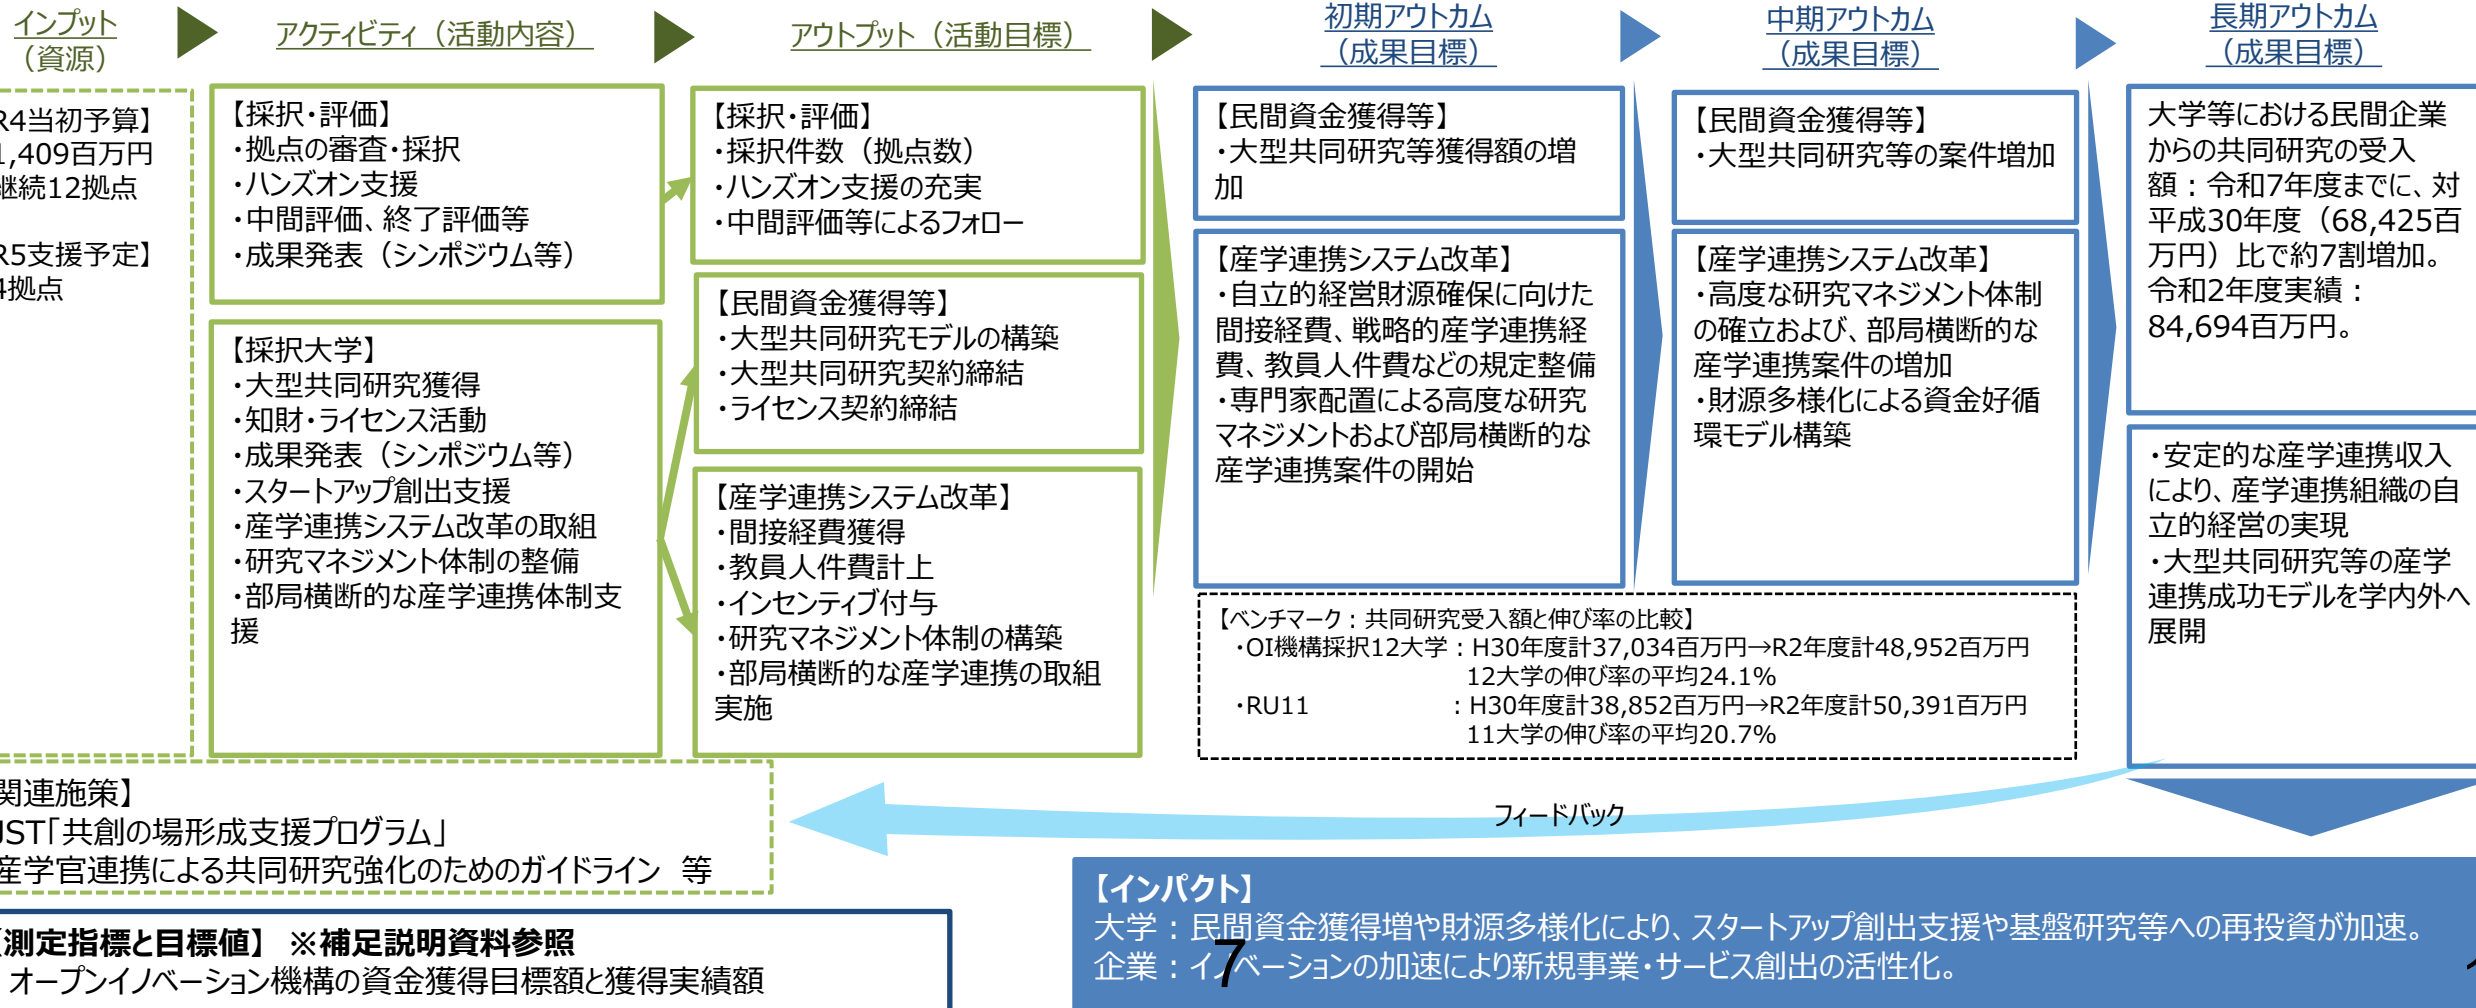 インプット
（資源）
アクティビティ（活動内容）
アウトプット（活動目標）
初期アウトカム
（成果目標）
中期アウトカム
（成果目標）
長期アウトカム
（成果目標）
R4当初予算】
1,409百万円
継続12拠点
R5支援予定】
4拠点
【採択・評価】
・拠点の審査・採択
・ハンズオン支援
・中間評価、終了評価等
・成果発表（シンポジウム等）
【採択大学】
・大型共同研究獲得
・知財・ライセンス活動
・成果発表（シンポジウム等）
・スタートアップ創出支援
・産学連携システム改革の取組
・研究マネジメント体制の整備
・部局横断的な産学連携体制支
援
【採択・評価】
・採択件数（拠点数）
・ハンズオン支援の充実
・中間評価等によるフォロー
【民間資金獲得等】
・大型共同研究モデルの構築
・大型共同研究契約締結
・ライセンス契約締結
【産学連携システム改革】
・間接経費獲得
・教員人件費計上
・インセンティブ付与
・研究マネジメント体制の構築
・部局横断的な産学連携の取組
実施
【民間資金獲得等】
・大型共同研究等獲得額の増
加
【産学連携システム改革】
・自立的経営財源確保に向けた
間接経費、戦略的産学連携経
費、教員人件費などの規定整備
・専門家配置による高度な研究
マネジメントおよび部局横断的な
産学連携案件の開始
【民間資金獲得等】
・大型共同研究等の案件増加
【産学連携システム改革】
・高度な研究マネジメント体制
の確立および、部局横断的な
産学連携案件の増加
・財源多様化による資金好循
環モデル構築
大学等における民間企業
からの共同研究の受入
額：令和7年度までに、対
平成30年度（68,425百
万円）比で約7割増加。
令和2年度実績：
84,694百万円。
・安定的な産学連携収入
により、産学連携組織の自
立的経営の実現
・大型共同研究等の産学
連携成功モデルを学内外へ
展開
【ベンチマーク：共同研究受入額と伸び率の比較】
・OI機構採択12大学：H30年度計37,034百万円→R2年度計48,952百万円
12大学の伸び率の平均24.1%
・RU11 ：H30年度計38,852百万円→R2年度計50,391百万円
11大学の伸び率の平均20.7%
関連施策】
JST「共創の場形成支援プログラム」
産学官連携による共同研究強化のためのガイドライン 等
フィードバック
【測定指標と目標値】 ※補足説明資料参照
オープンイノベーション機構の資金獲得目標額と獲得実績額
【インパクト】
大学：民間資金獲得増や財源多様化により、スタートアップ創出支援や基盤研究等への再投資が加速。
企業：イノベーションの加速により新規事業・サービス創出の活性化。
7